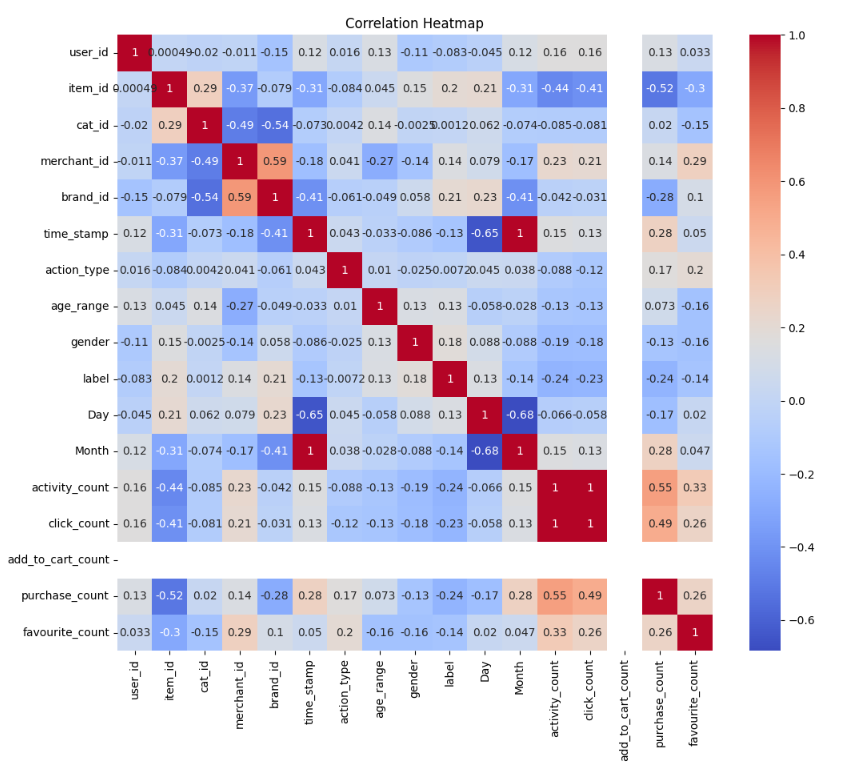 Correlation Heatmap
user_id 1 0.00049 -0.02 -0.011 -0.15 0.12 0.016 0.13 -0.11 -0.083 -0.045 0.12 0.16 0.16 0.13 0.033
item_id 0.00049 1 0.29 -0.37 -0.079 -0.31 -0.084 0.045 0.15 0.2 0.21 -0.31 -0.44 -0.41 -0.52 -0.3
cat_id -0.02 0.29 1 -0.49 -0.54 -0.073 0.0042 0.14 -0.0025 0.0012 0.062 -0.074 -0.085 -0.081 0.02 -0.15
merchant_id -0.011 -0.37 -0.49 1 0.59 -0.18 0.041 -0.27 -0.14 0.14 0.079 -0.17 0.23 0.21 0.14 0.29
brand_id -0.15 -0.079 -0.54 0.59 1 -0.41 -0.061 -0.049 0.058 0.21 0.23 -0.41 -0.042 -0.031 -0.28 0.1
time_stamp 0.12 -0.31 -0.073 -0.18 -0.41 1 0.043 -0.033 -0.086 -0.13 -0.65 1 0.15 0.13 0.28 0.05
action_type 0.016 -0.084 0.0042 0.041 -0.061 0.043 1 0.01 -0.025 0.0072 0.045 0.038 -0.088 -0.12 0.17 0.2
age_range 0.13 0.045 0.14 -0.27 -0.049 -0.033 0.01 1 0.13 0.13 -0.058 -0.028 -0.13 -0.13 0.073 -0.16
gender -0.11 0.15 -0.0025 -0.14 0.058 -0.086 -0.025 0.13 1 0.18 0.088 -0.088 -0.19 -0.18 -0.13 -0.16
label -0.083 0.2 0.0012 0.14 0.21 -0.13 -0.0072 0.13 0.18 1 0.13 -0.14 -0.24 -0.23 -0.24 -0.14
Day -0.045 0.21 0.062 0.079 0.23 -0.65 0.045 -0.058 0.088 0.13 1 -0.68 -0.066 -0.058 -0.17 0.02
Month 0.12 -0.31 -0.074 -0.17 -0.41 1 0.038 -0.028 -0.088 -0.14 -0.68 1 0.15 0.13 0.28 0.047
activity_count 0.16 -0.44 -0.085 0.23 -0.042 0.15 -0.088 -0.13 -0.19 -0.24 -0.066 0.15 1 1 0.55 0.33
click_count 0.16 -0.41 -0.081 0.21 -0.031 0.13 -0.12 -0.13 -0.18 -0.23 -0.058 0.13 1 1 0.49 0.26
add_to_cart_count
purchase_count 0.13 -0.52 0.02 0.14 -0.28 0.28 0.17 0.073 -0.13 -0.24 -0.17 0.28 0.55 0.49 1 0.26
favourite_count 0.033 -0.3 -0.15 0.29 0.1 0.05 0.2 -0.16 -0.16 -0.14 0.02 0.047 0.33 0.26 0.26 1
user_id
item_id
cat_id
merchant_id
brand_id
time_stamp
action_type
age_range
gender
label
Day
Month
activity_count
click_count
add_to_cart_count
purchase_count
favourite_count
1.0
0.8
0.6
0.4
0.2
0.0
−0.2
−0.4
−0.6